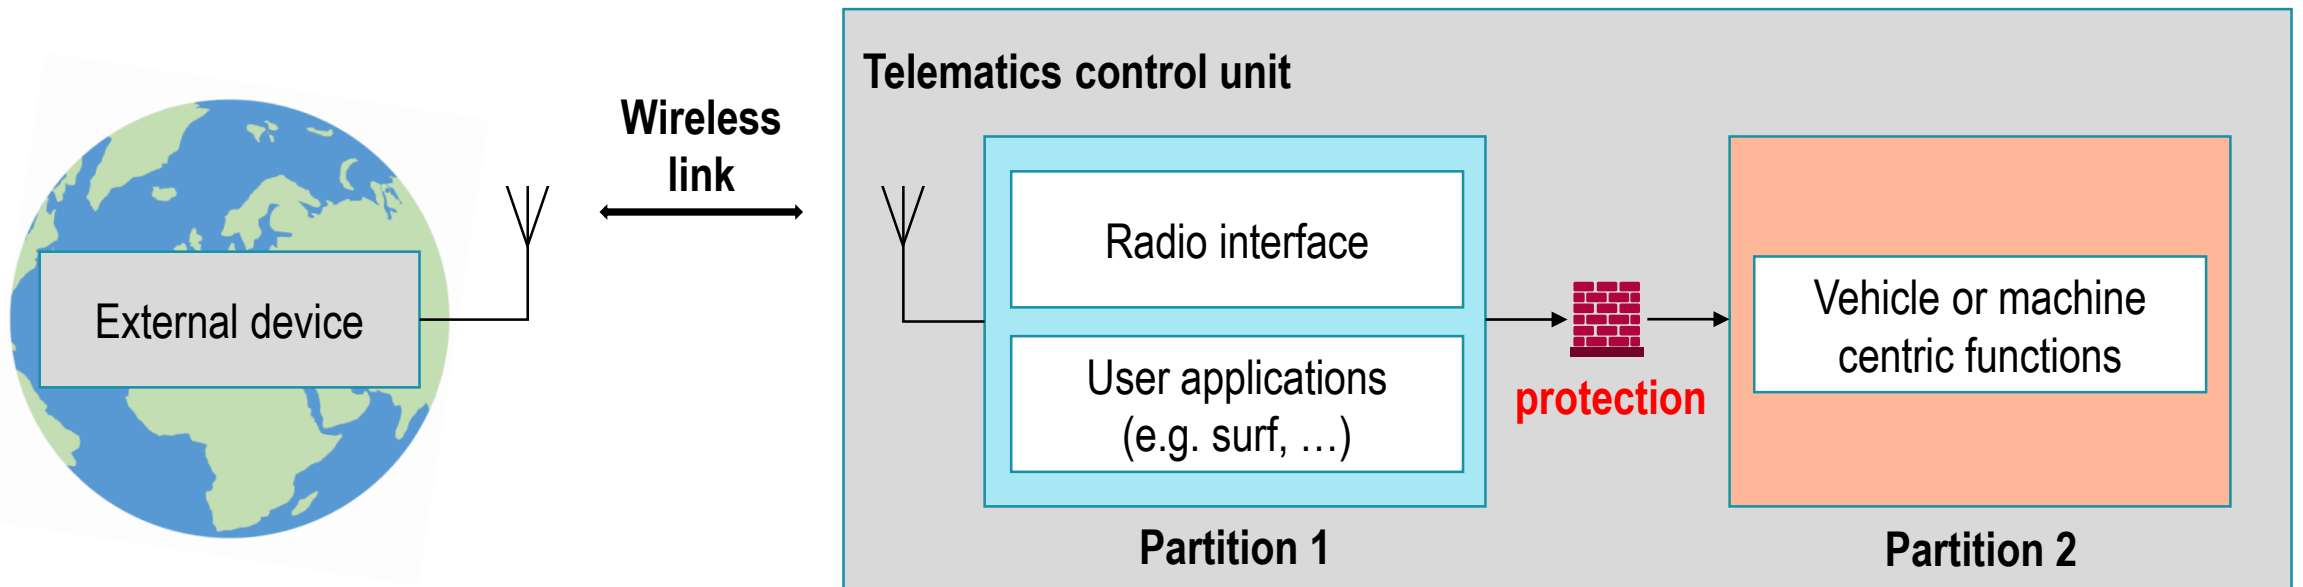 Telematics control unit
Wireless
link
External device
Radio interface
User applications
(e.g. surf, …)
protection
Vehicle or machine
centric functions
Partition 1
Partition 2